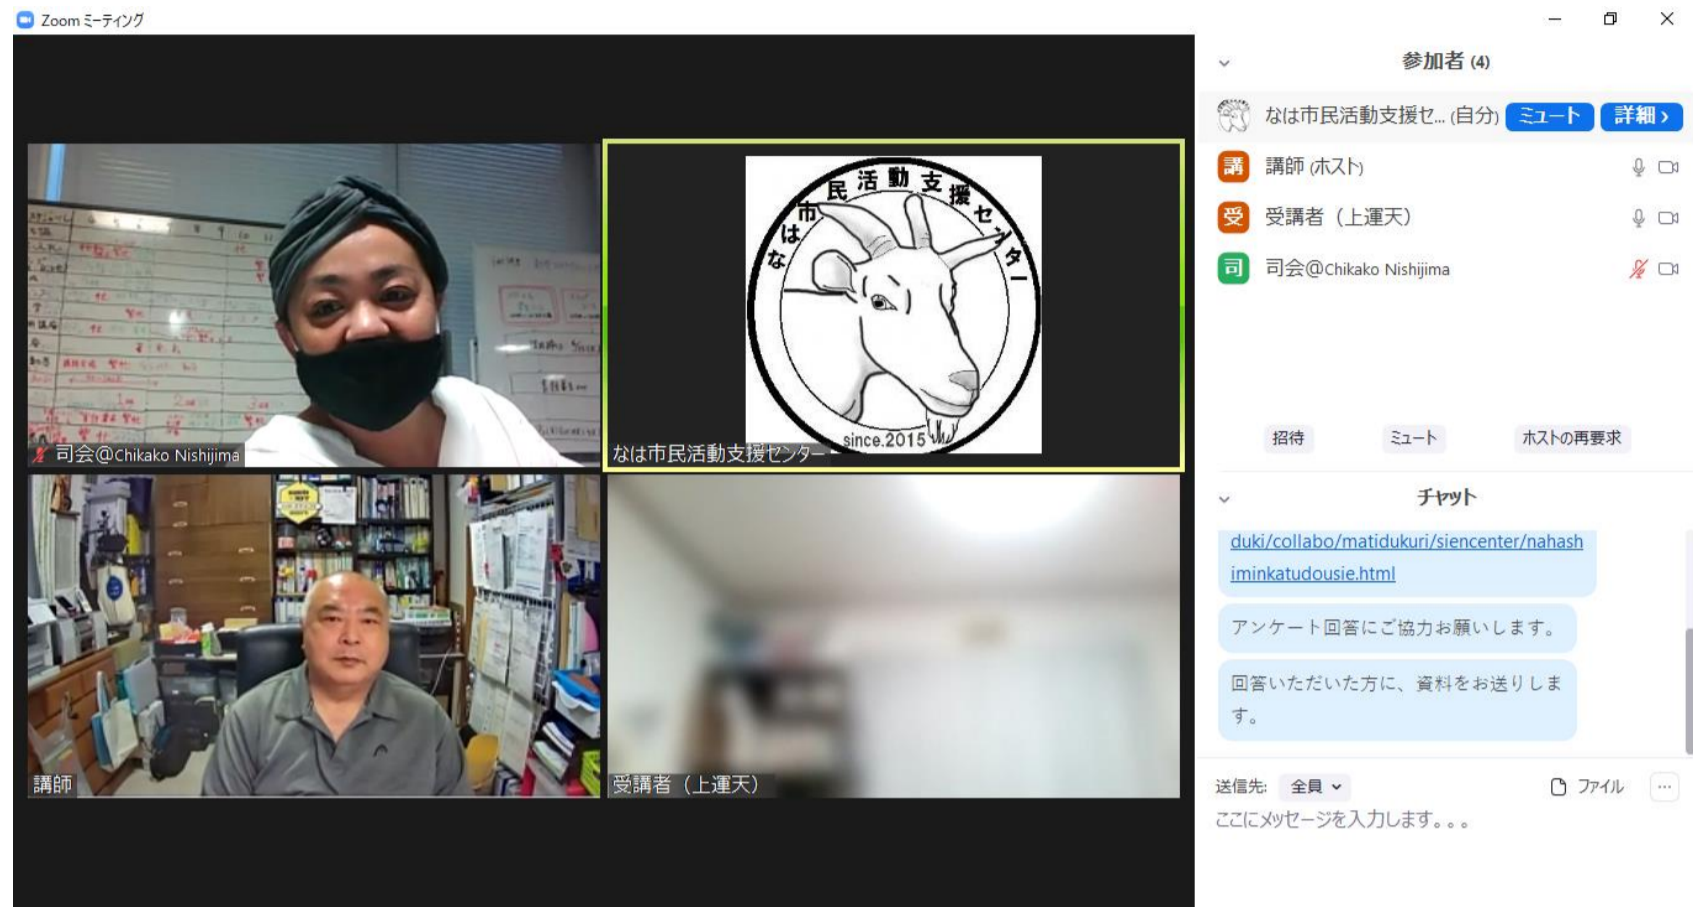 Zoom ミーティング
司会@Chikako Nishijima
なは市民活動支援センター
since.2015
なは市民活動支援センター
講師
受講者（上運天）
参加者 (4)
なは市民活動支援セ... (自分)
ミュート
詳細 >
講 講師 (ホスト)
受 受講者（上運天）
司 司会@Chikako Nishijima
招待
ミュート
ホストの再要求
チャット
duki/collabo/matidukuri/siencenter/nahash
iminkatudousie.html
アンケート回答にご協力お願いします。
回答いただいた方に、資料をお送りしま
す。
送信先: 全員
ファイル
...
ここにメッセージを入力します。。。